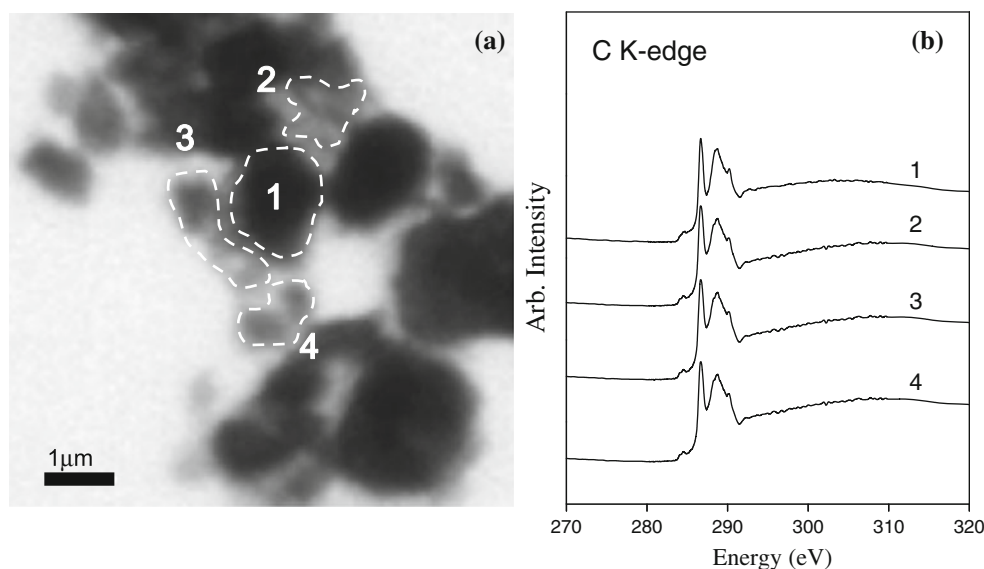 (a)
2
3
1
4
1μm
C K-edge
(b)
1
2
3
4
Arb. Intensity
270 280 290 300 310 320
Energy (eV)